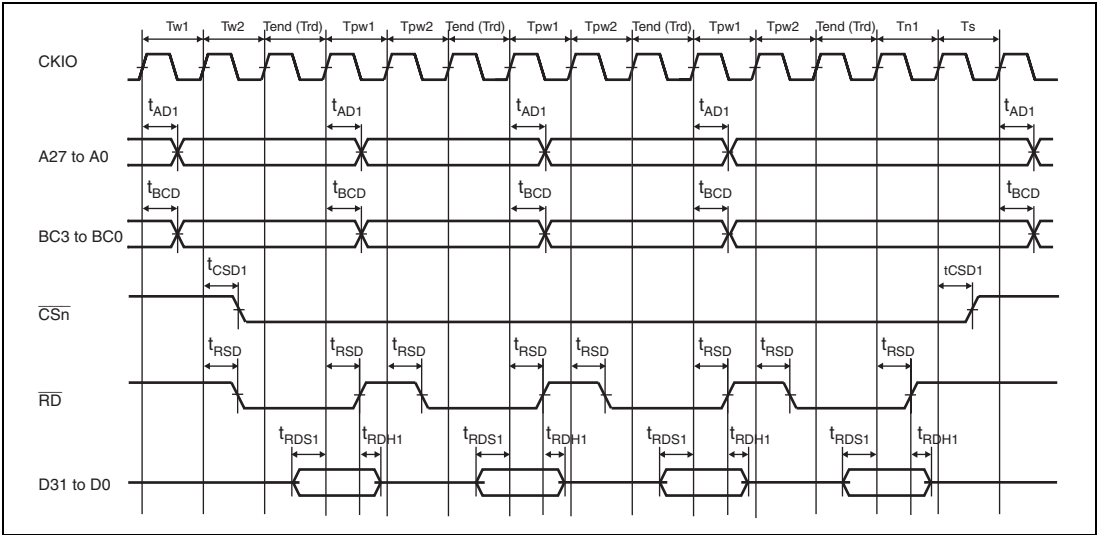 Tw1 Tw2 Tend (Trd) Tpw1 Tpw2 Tend (Trd) Tpw1 Tpw2 Tend (Trd) Tpw1 Tpw2 Tend (Trd) Tn1 Ts
CKIO
tAD1 tAD1 tAD1 tAD1 tAD1
A27 to A0
tBCD tBCD tBCD tBCD tBCD
BC3 to BC0
tCSD1 tCSD1
CSn
tRSD tRSD tRSD tRSD tRSD tRSD tRSD tRSD
RD
tRDS1 tRDH1 tRDS1 tRDH1 tRDS1 tRDH1 tRDS1 tRDH1
D31 to D0